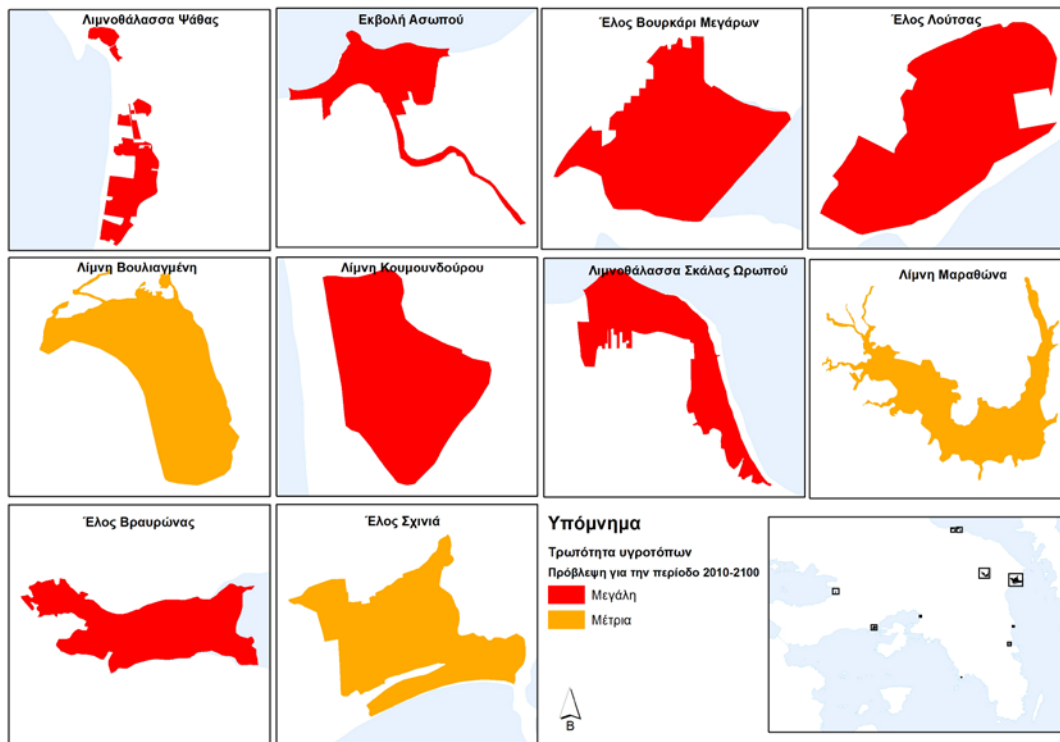 Λιμνοθάλασσα Ψάθας
Εκβολή Ασωπού
Έλος Βουρκάρι Μεγάρων
Έλος Λούτσας
Λίμνη Βουλιαγμένη
Λίμνη Κουμουνδούρου
Λιμνοθάλασσα Σκάλας Ωρωπού
Λίμνη Μαραθώνα
Έλος Βραυρώνας
Έλος Σχινιά
Υπόμνημα
Τρωτότητα υγροτόπων
Πρόβλεψη για την περίοδο 2010-2100
Μεγάλη
Μέτρια
Β